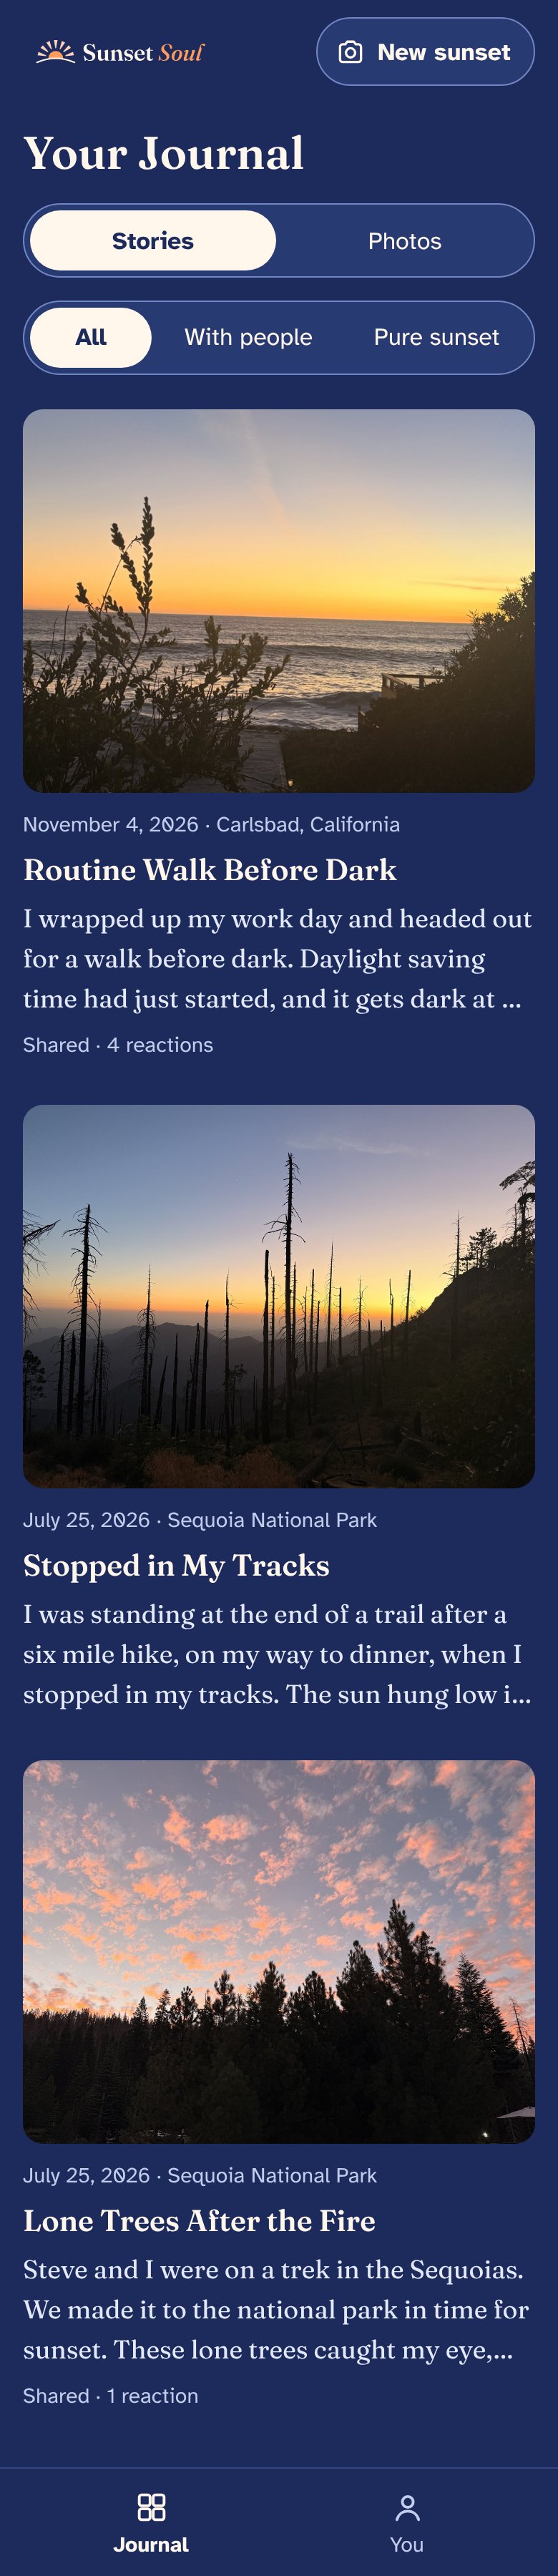 Sunset Soul
New sunset
Your Journal
Stories
Photos
All
With people
Pure sunset
November 4, 2026 · Carlsbad, California
Routine Walk Before Dark
I wrapped up my work day and headed out
for a walk before dark. Daylight saving
time had just started, and it gets dark at ...
Shared · 4 reactions
July 25, 2026 · Sequoia National Park
Stopped in My Tracks
I was standing at the end of a trail after a
six mile hike, on my way to dinner, when I
stopped in my tracks. The sun hung low i...
July 25, 2026 · Sequoia National Park
Lone Trees After the Fire
Steve and I were on a trek in the Sequoias.
We made it to the national park in time for
sunset. These lone trees caught my eye,...
Shared · 1 reaction
Journal
You